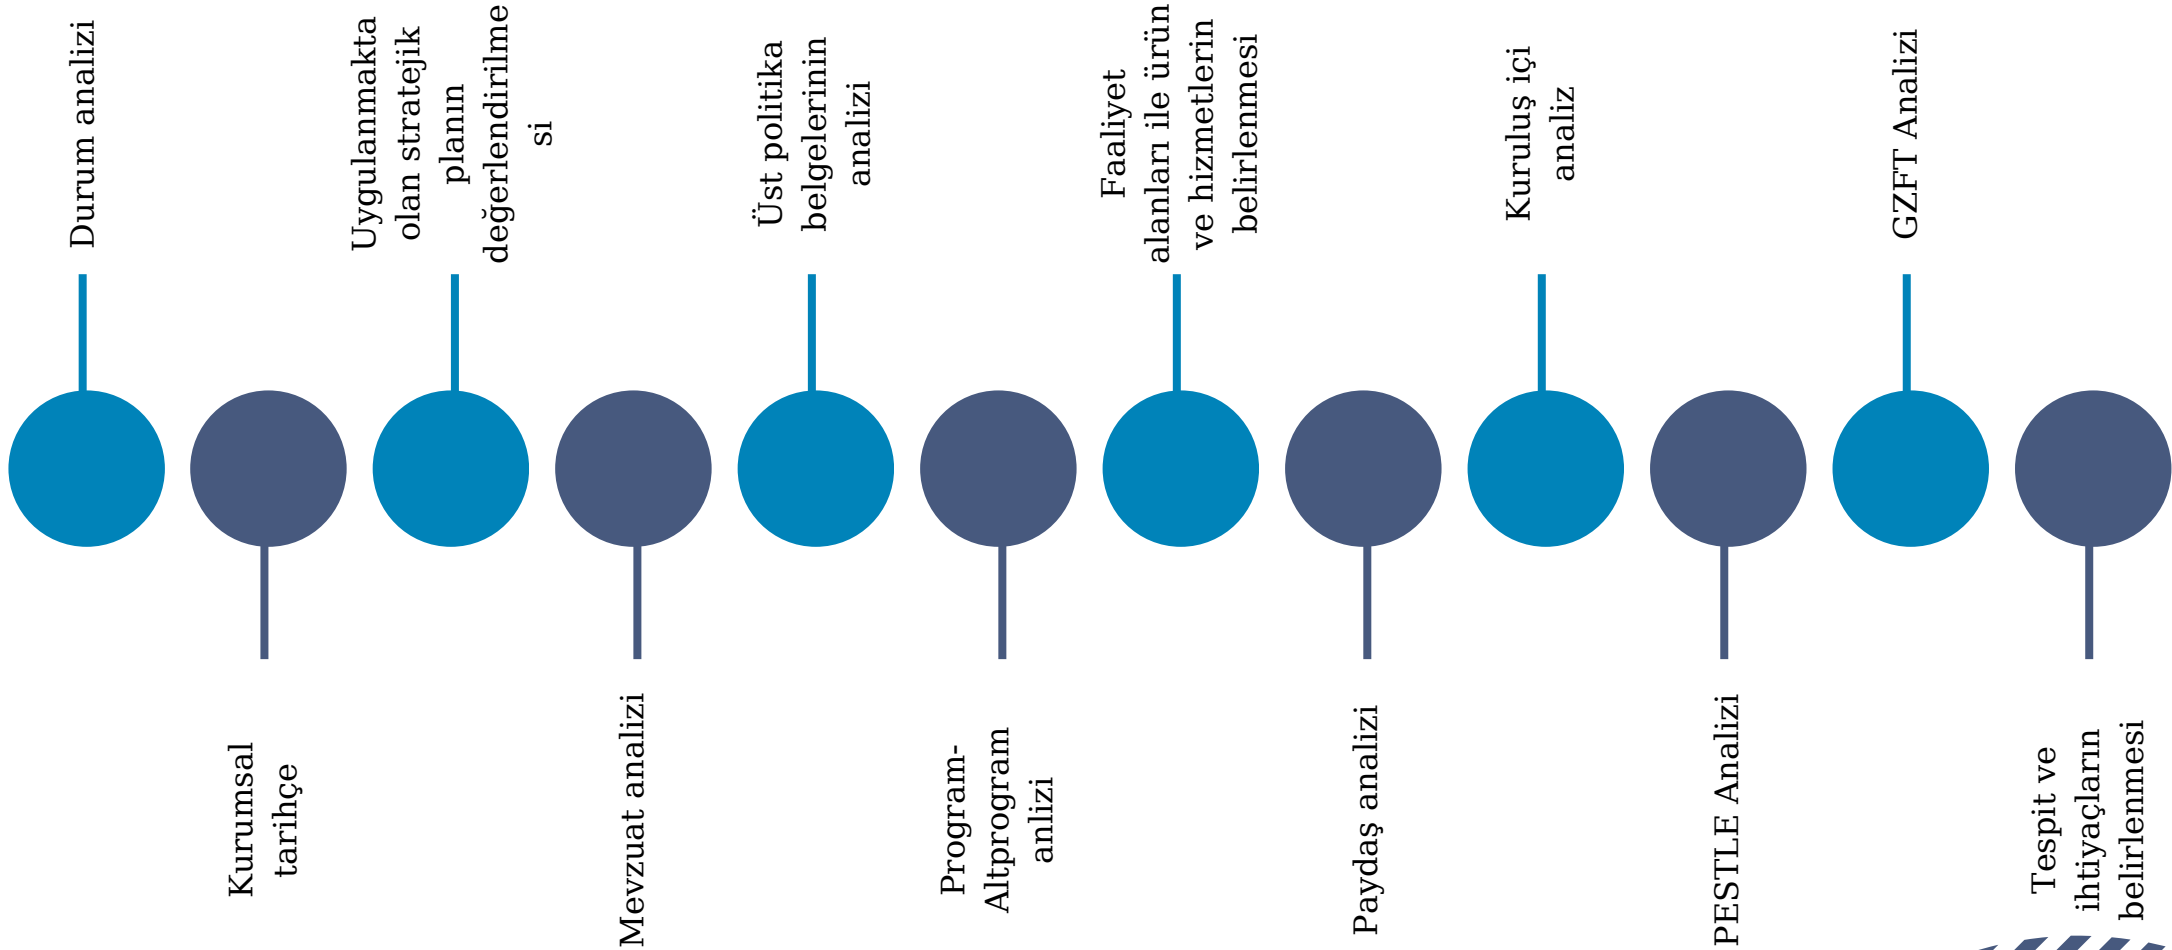 Durum analizi
Kurumsal
tarihçe
Uygulanmakta
olan stratejik
planın
değerlendirilme
si
Mevzuat analizi
Üst politika
belgelerinin
analizi
Program-
Altprogram
anlizi
Faaliyet
alanları ile ürün
ve hizmetlerin
belirlenmesi
Paydaş analizi
Kuruluş içi
analiz
PESTLE Analizi
GZFT Analizi
Tespit ve
ihtiyaçların
belirlenmesi